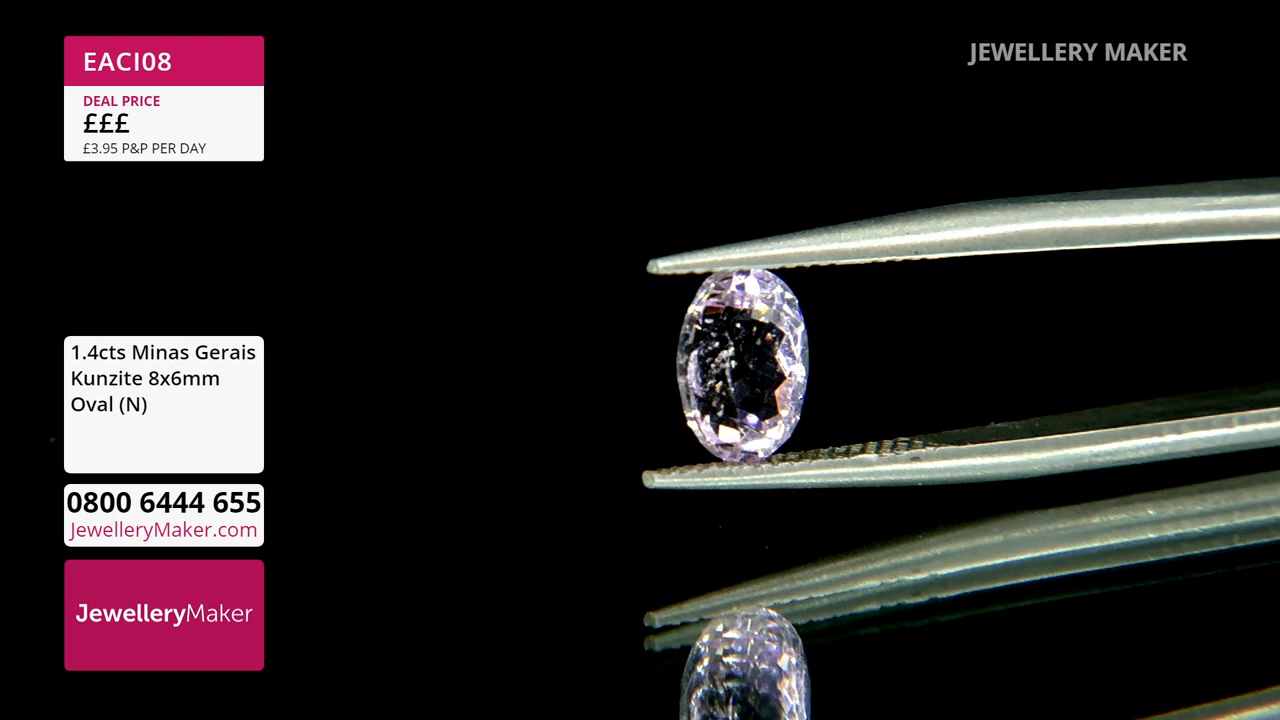 EACI08
DEAL PRICE
£££
£3.95 P&P PER DAY
JEWELLERY MAKER
1.4cts Minas Gerais
Kunzite 8x6mm
Oval (N)
0800 6444 655
JewelleryMaker.com
JewelleryMaker